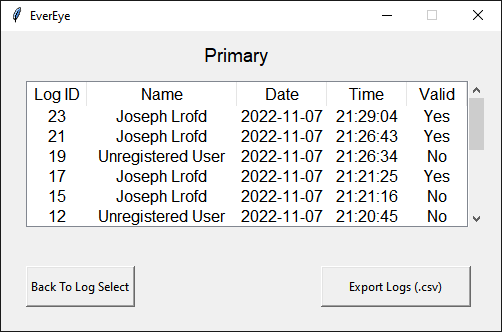 EverEye
Primary
Log ID Name Date Time Valid
23 Joseph Lrofd 2022-11-07 21:29:04 Yes
21 Joseph Lrofd 2022-11-07 21:26:43 Yes
19 Unregistered User 2022-11-07 21:26:34 No
17 Joseph Lrofd 2022-11-07 21:21:25 Yes
15 Joseph Lrofd 2022-11-07 21:21:16 No
12 Unregistered User 2022-11-07 21:20:45 No
Back To Log Select Export Logs (.csv)